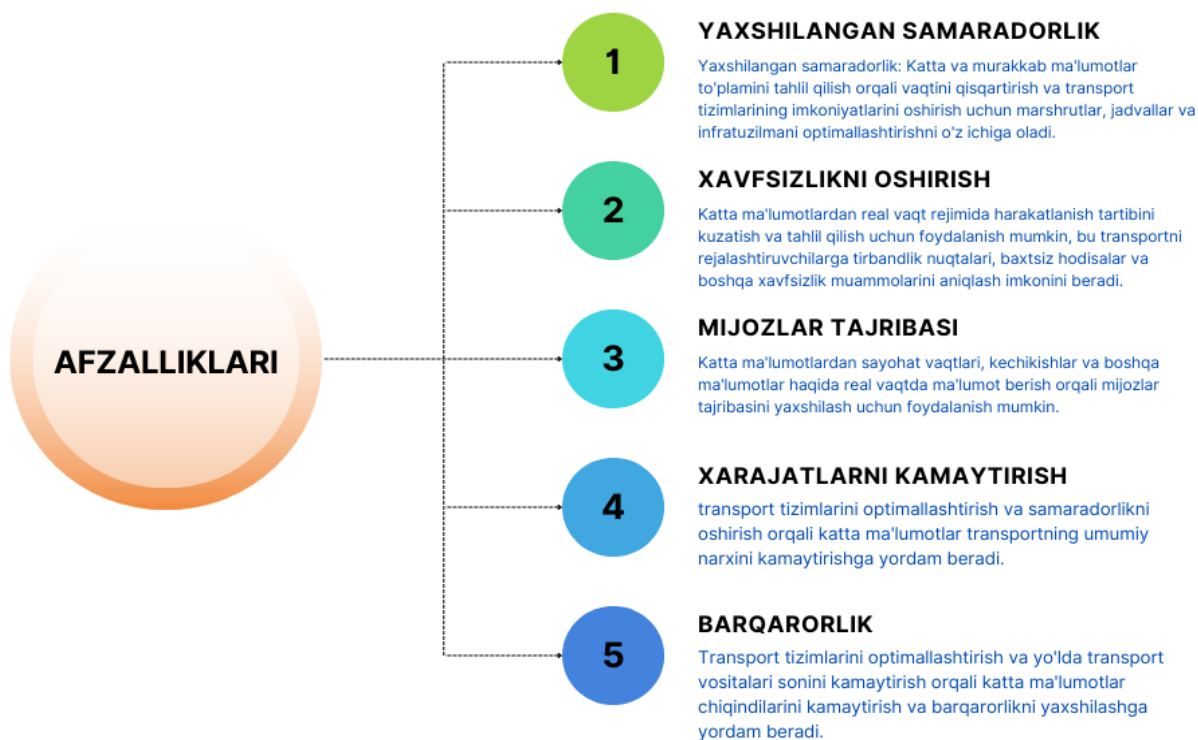 AFZALLIKLARI
1
YAXSHILANGAN SAMARADORLIK
Yaxshilangan samaradorlik: Katta va murakkab ma'lumotlar
to'plamini tahlil qilish orqali vaqtini qisqartirish va transport
tizimlarining imkoniyatlarini oshirish uchun marshrutlar, jadvallar va
infratuzilmani optimallashtirishni o'z ichiga oladi.
2
XAVFSIZLIKNI OSHIRISH
Katta ma'lumotlardan real vaqt rejimida harakatlanish tartibini
kuzatish va tahlil qilish uchun foydalanish mumkin, bu transportni
rejalashtiruvchilarga tirbandlik nuqtalari, baxtsiz hodisalar va
boshqa xavfsizlik muammolarini aniqlash imkonini beradi.
3
MIJOZLAR TAJRIBASI
Katta ma'lumotlardan sayohat vaqtlari, kechikishlar va boshqa
ma'lumotlar haqida real vaqtda ma'lumot berish orqali mijozlar
tajribasini yaxshilash uchun foydalanish mumkin.
4
XARAJATLARNI KAMAYTIRISH
transport tizimlarini optimallashtirish va samaradorlikni
oshirish orqali katta ma'lumotlar transportning umumiy
narxini kamaytirishga yordam beradi.
5
BARQARORLIK
Transport tizimlarini optimallashtirish va yo'lda transport
vositalari sonini kamaytirish orqali katta ma'lumotlar
chiqindilarini kamaytirish va barqarorlikni yaxshilashga
yordam beradi.